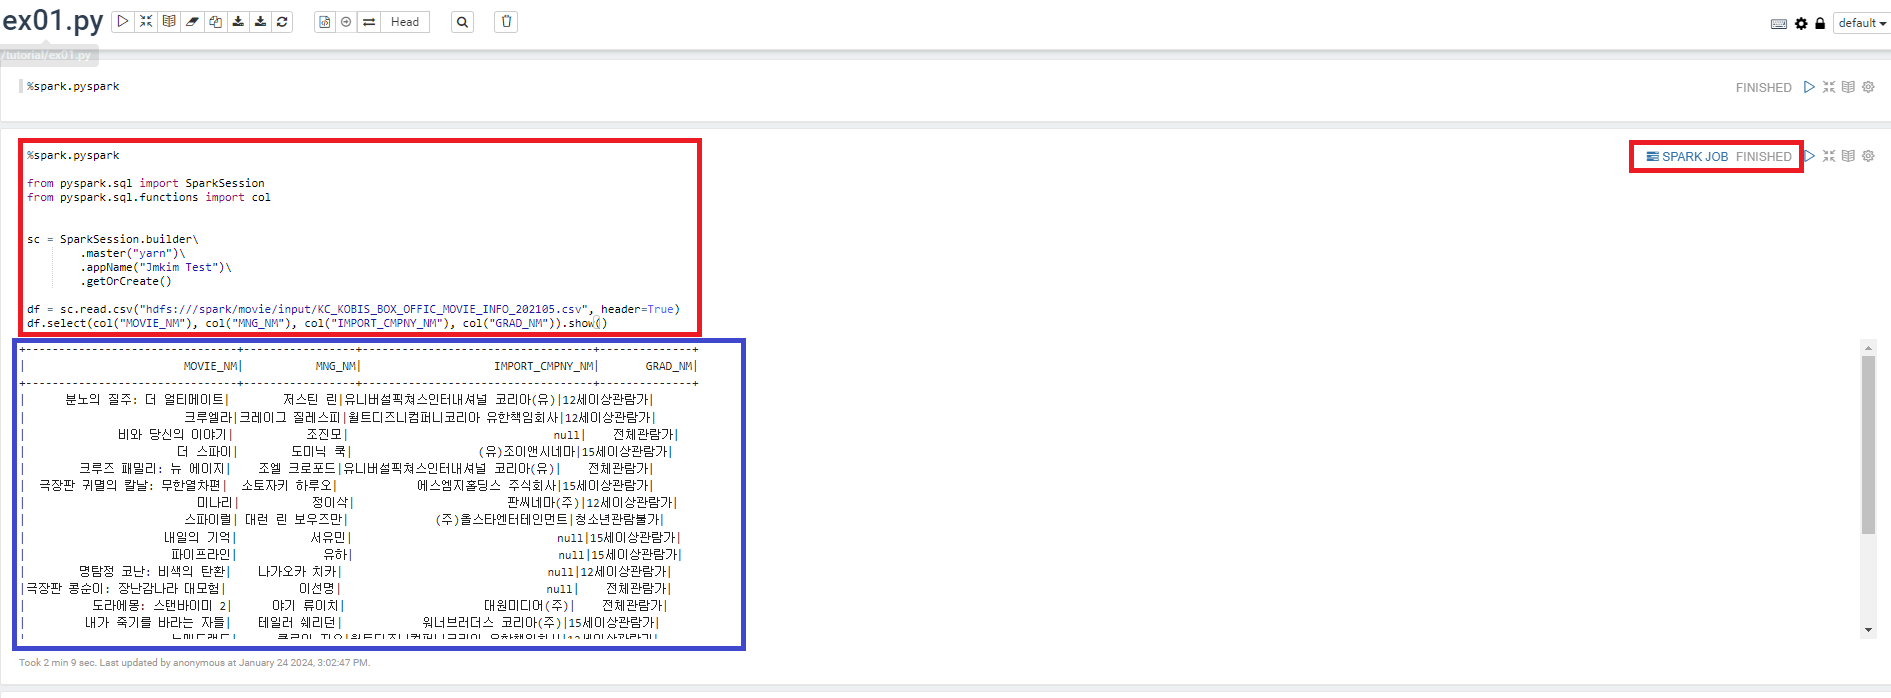 ex01.py
Head
default
/tutorial/ex01.py
%spark.pyspark
FINISHED
%spark.pyspark
SPARK JOB FINISHED
from pyspark.sql import SparkSession
from pyspark.sql.functions import col
sc = SparkSession.builder\
.master("yarn")\
.appName("Jmkim Test")\
.getOrCreate()
df = sc.read.csv("hdfs:///spark/movie/input/KC_KOBIS_BOX_OFFIC_MOVIE_INFO_202105.csv", header=True)
df.select(col("MOVIE_NM"), col("MNG_NM"), col("IMPORT_CMPNY_NM"), col("GRAD_NM")).show()
| MOVIE_NM| MNG_NM| IMPORT_CMPNY_NM| GRAD_NM|
| 분노의 질주: 더 얼티메이트| 저스틴 린|유니버설픽쳐스인터내셔널 코리아(유)|12세이상관람가|
| 크루엘라|크레이그 질레스피|월트디즈니컴퍼니코리아 유한책임회사|12세이상관람가|
| 비와 당신의 이야기| 조진모| null| 전체관람가|
| 더 스파이| 도미닉 쿡| (유)조이앤시네마|15세이상관람가|
| 크루즈 패밀리: 뉴 에이지| 조엘 크로포드|유니버설픽쳐스인터내셔널 코리아(유)| 전체관람가|
| 극장판 귀멸의 칼날: 무한열차편| 소토자키 하루오| 에스엠지홀딩스 주식회사|15세이상관람가|
| 미나리| 정이삭| 판씨네마(주)|12세이상관람가|
| 스파이럴| 대런 린 보우즈만| (주)올스타엔터테인먼트|청소년관람불가|
| 내일의 기억| 서유민| null|15세이상관람가|
| 파이프라인| 유하| null|15세이상관람가|
| 명탐정 코난: 비색의 탄환| 나가오카 치카| null|12세이상관람가|
|극장판 콩순이: 장난감나라 대모험| 이선명| null| 전체관람가|
| 도라에몽: 스탠바이미 2| 야기 류이치| 대원미디어(주)| 전체관람가|
| 내가 죽기를 바라는 자들| 테일러 쉐리던| 워너브러더스 코리아(주)|15세이상관람가|
Took 2 min 9 sec. Last updated by anonymous at January 24 2024, 3:02:47 PM.